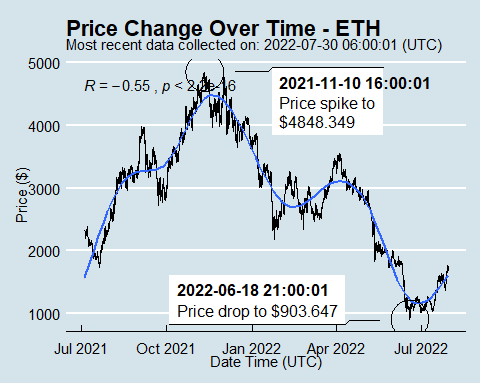 Price Change Over Time - ETH
Most recent data collected on: 2022-07-30 06:00:01 (UTC)
R = −0.55 , p < 2.2e-16
2021-11-10 16:00:01
Price spike to
$4848.349
5000
4000
3000
2000
1000
Price ($)
2022-06-18 21:00:01
Price drop to $903.647
Jul 2021 Oct 2021 Jan 2022 Apr 2022 Jul 2022
Date Time (UTC)